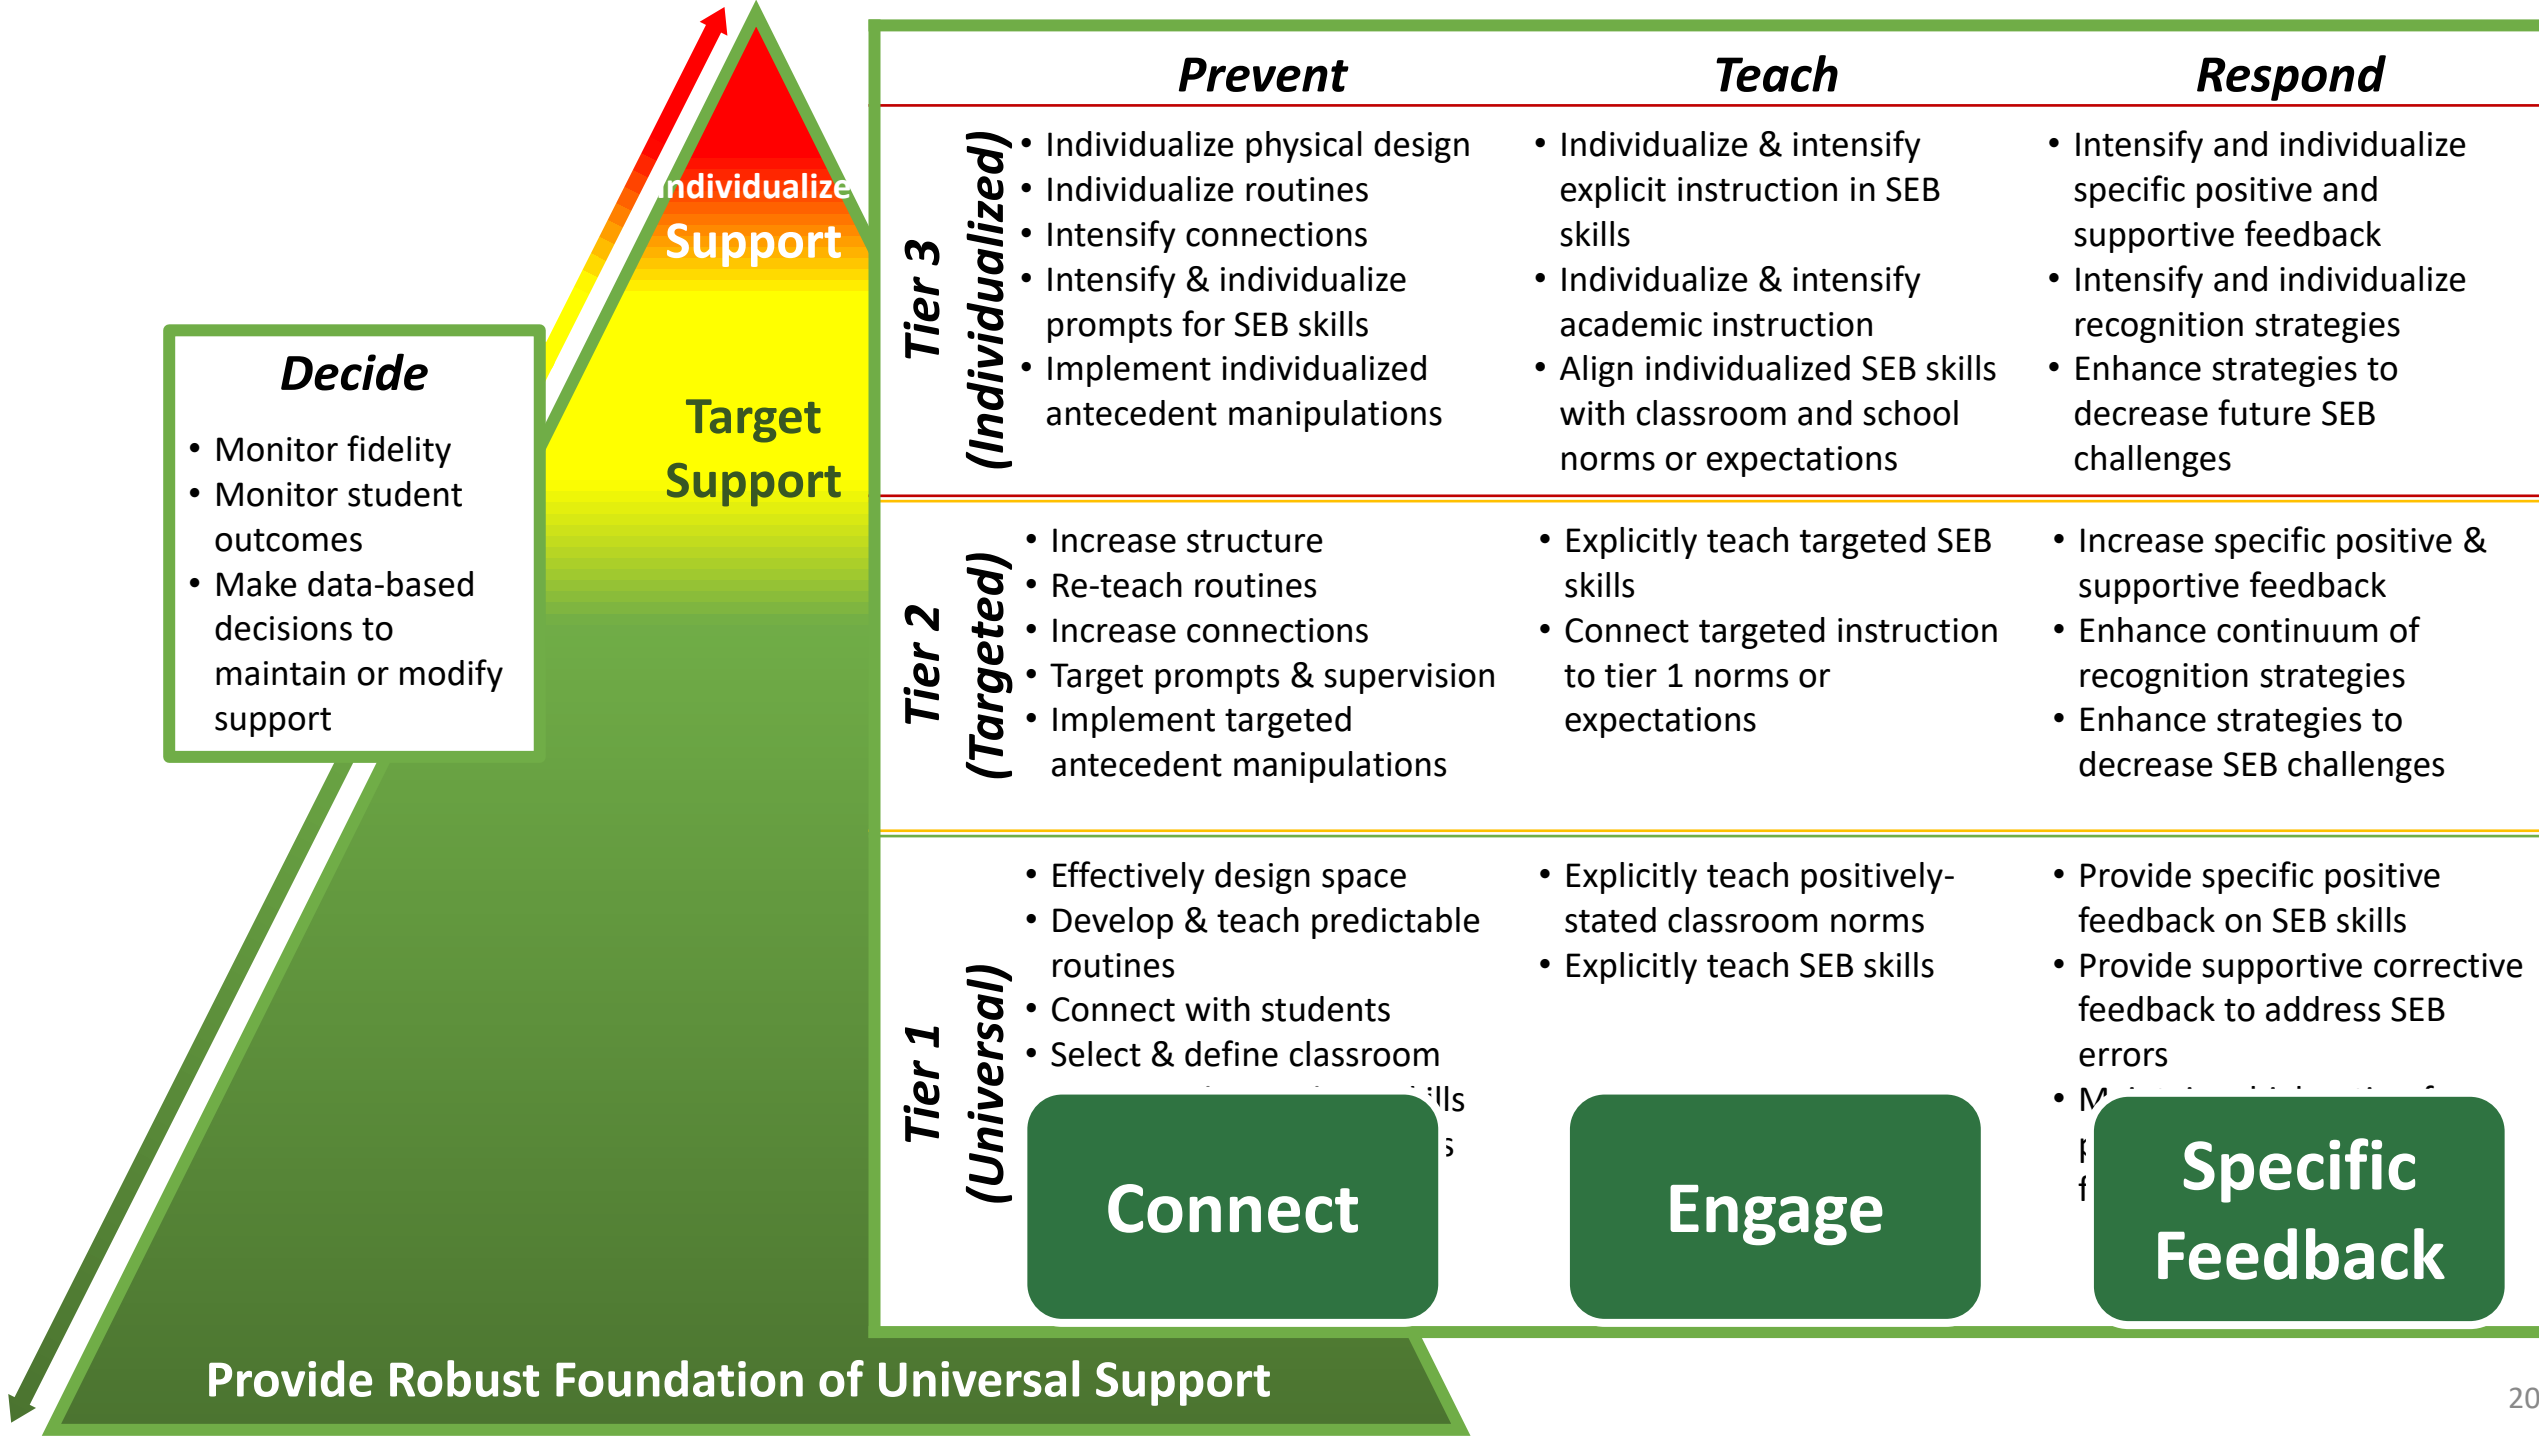 Individualize
Support
Target
Support
Decide
• Monitor fidelity
• Monitor student
outcomes
• Make data-based
decisions to
maintain or modify
support
Prevent
Teach
Respond
Tier 3
(Individualized)
• Individualize physical design
• Individualize routines
• Intensify connections
• Intensify & individualize
prompts for SEB skills
• Implement individualized
antecedent manipulations
• Individualize & intensify
explicit instruction in SEB
skills
• Individualize & intensify
academic instruction
• Align individualized SEB skills
with classroom and school
norms or expectations
• Intensify and individualize
specific positive and
supportive feedback
• Intensify and individualize
recognition strategies
• Enhance strategies to
decrease future SEB
challenges
Tier 2
(Targeted)
• Increase structure
• Re-teach routines
• Increase connections
• Target prompts & supervision
• Implement targeted
antecedent manipulations
• Explicitly teach targeted SEB
skills
• Connect targeted instruction
to tier 1 norms or
expectations
• Increase specific positive &
supportive feedback
• Enhance continuum of
recognition strategies
• Enhance strategies to
decrease SEB challenges
Tier 1
(Universal)
• Effectively design space
• Develop & teach predictable
routines
• Connect with students
• Select & define classroom
• Explicitly teach positively-
stated classroom norms
• Explicitly teach SEB skills
• Provide specific positive
feedback on SEB skills
• Provide supportive corrective
feedback to address SEB
errors
Connect
Engage
Specific
Feedback
Provide Robust Foundation of Universal Support
20